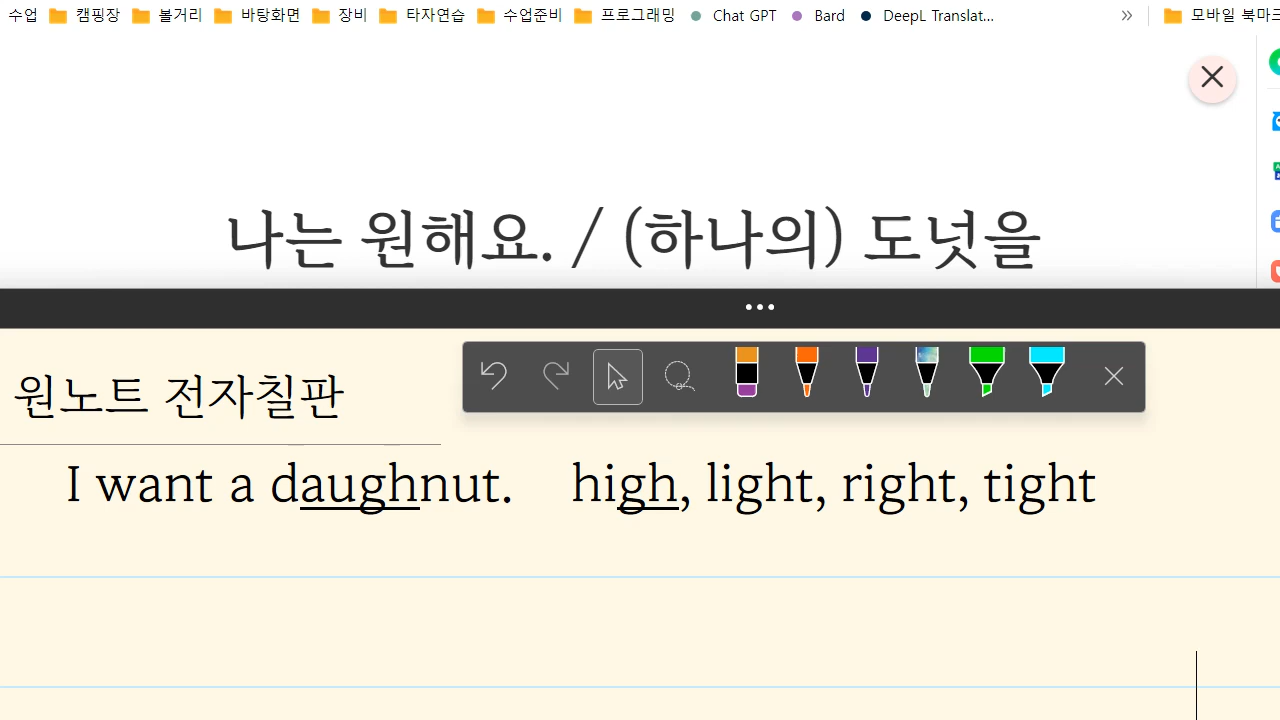 수업 캠핑장 볼거리 바탕화면 장비 타자연습 수업준비 프로그래밍 Chat GPT Bard DeepL Translat... » 모바일 북마크
나는 원해요. / (하나의) 도넛을
원노트 전자칠판
I want a daughnut. high, light, right, tight